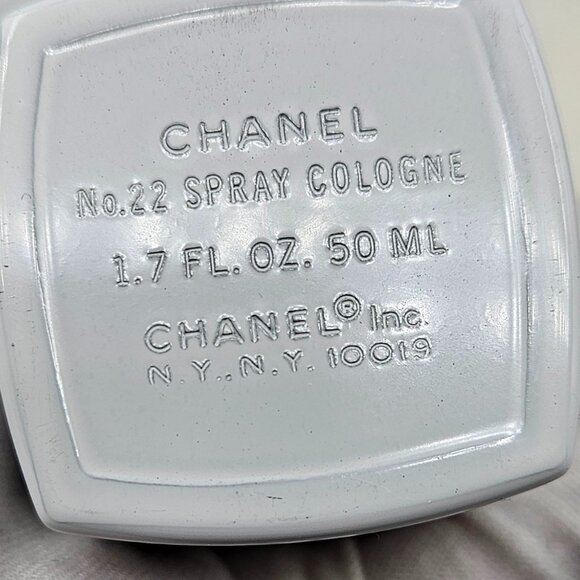 CHANEL
No.22 SPRAY COLOGNE
1.7 FL. OZ. 50 ML
CHANEL® Inc.
N.Y., N.Y. 10019